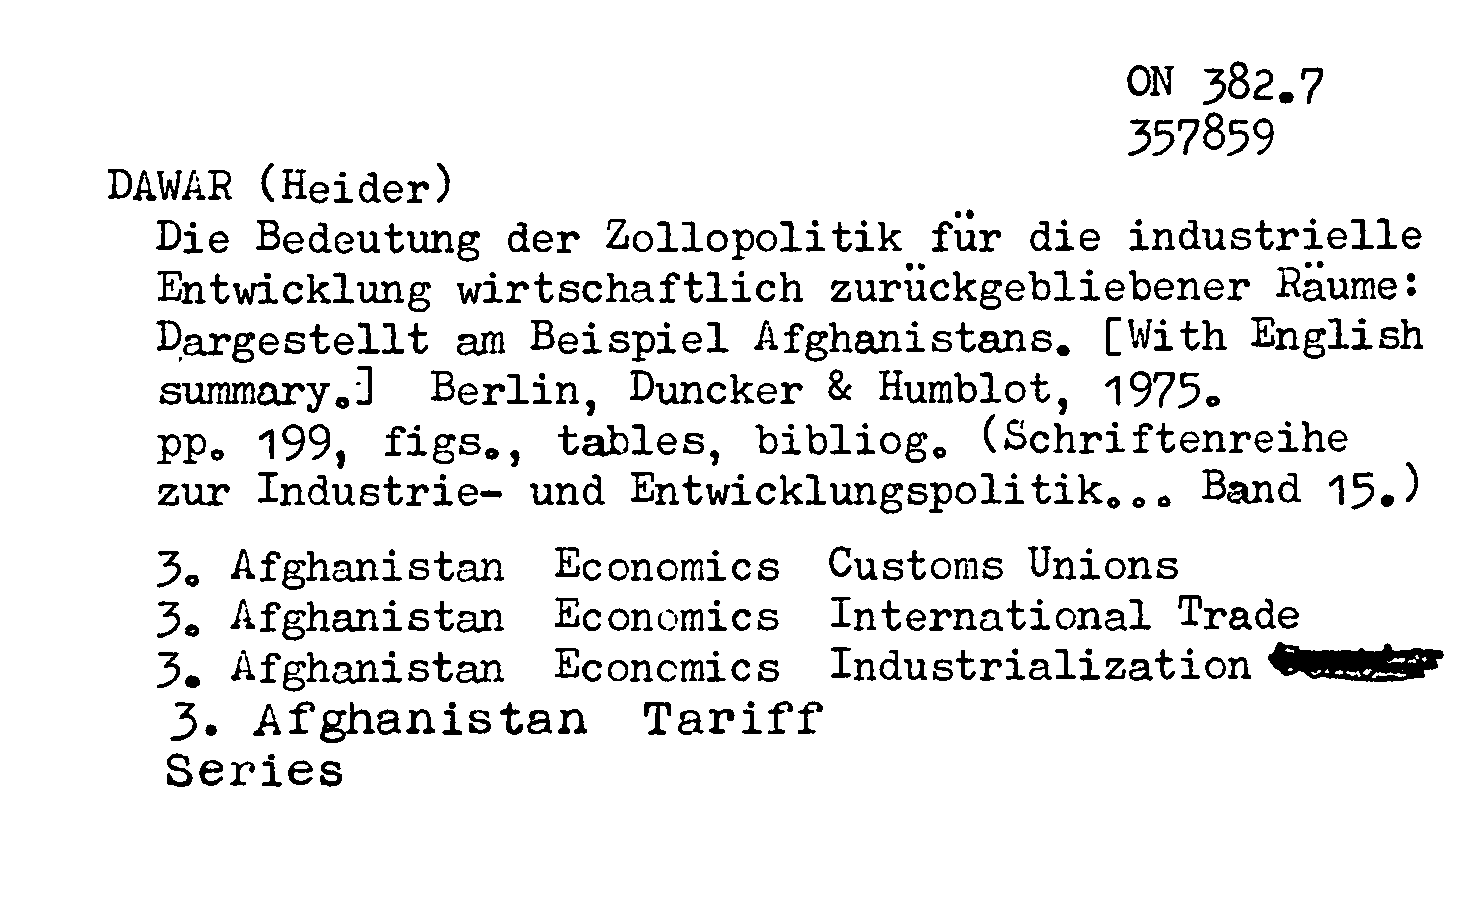 ON 382.7
357859
DAWAR (Heider)
Die Bedeutung der Zollopolitik für die industrielle
Entwicklung wirtschaftlich zurückgebliebener Räume:
Dargestellt am Beispiel Afghanistans. [With English
summary.] Berlin, Duncker & Humblot, 1975.
pp. 199, figs., tables, bibliog. (Schriftenreihe
zur Industrie- und Entwicklungspolitik... Band 15.)
3. Afghanistan Economics Customs Unions
3. Afghanistan Economics International Trade
3. Afghanistan Economics Industrialization
3. Afghanistan Tariff
Series